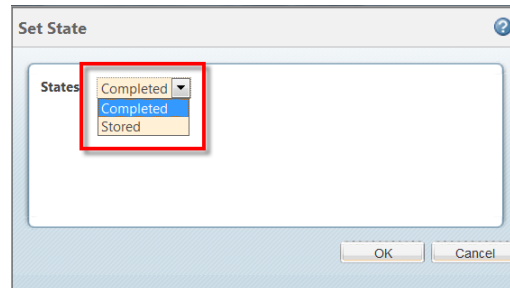 Set State
?
States Completed
Completed
Stored
OK Cancel